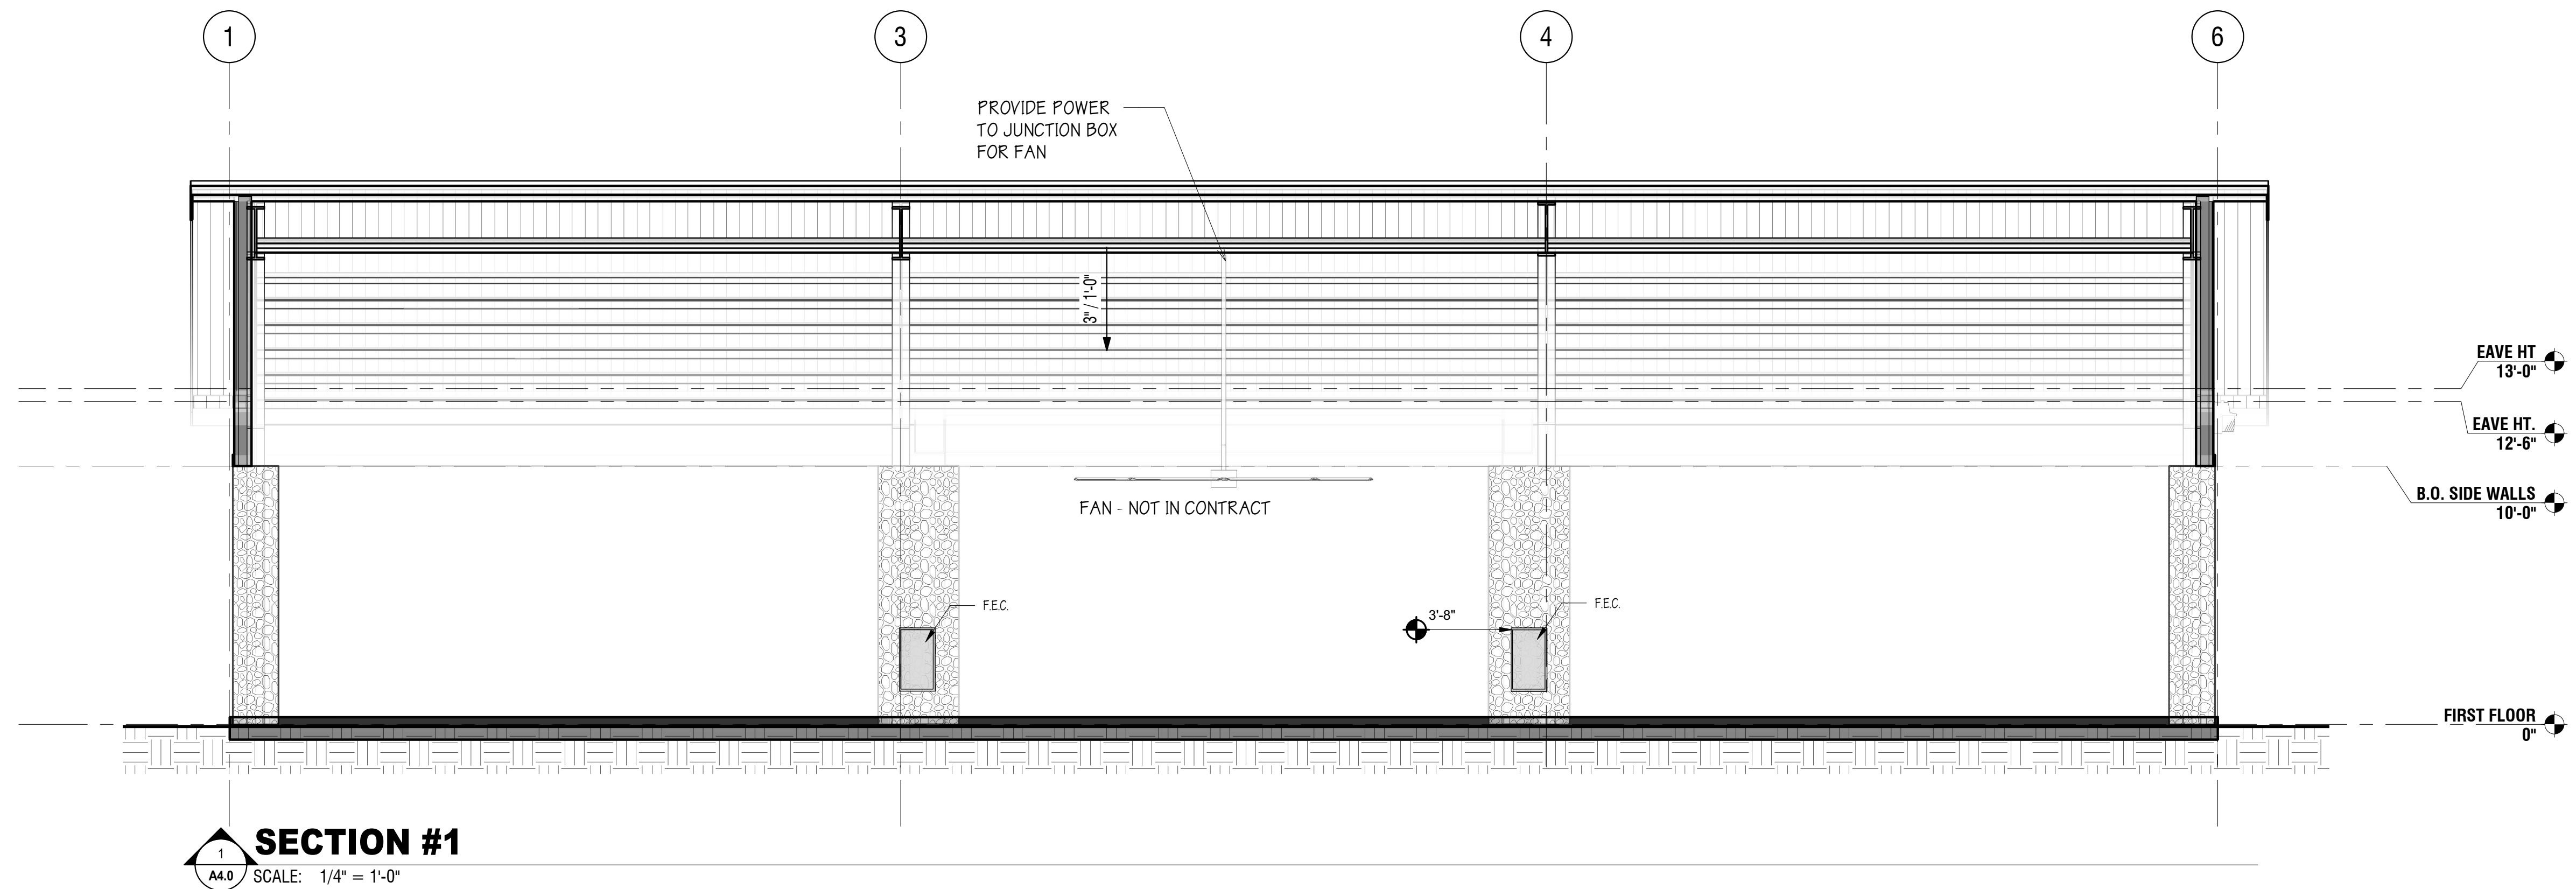 1
3
4
6
PROVIDE POWER
TO JUNCTION BOX
FOR FAN
3" / 1'-0"
EAVE HT
13'-0"
EAVE HT.
12'-6"
B.O. SIDE WALLS
10'-0"
FAN - NOT IN CONTRACT
F.E.C.
3'-8"
F.E.C.
FIRST FLOOR
0"
1
A4.0
SECTION #1
SCALE: 1/4" = 1'-0"